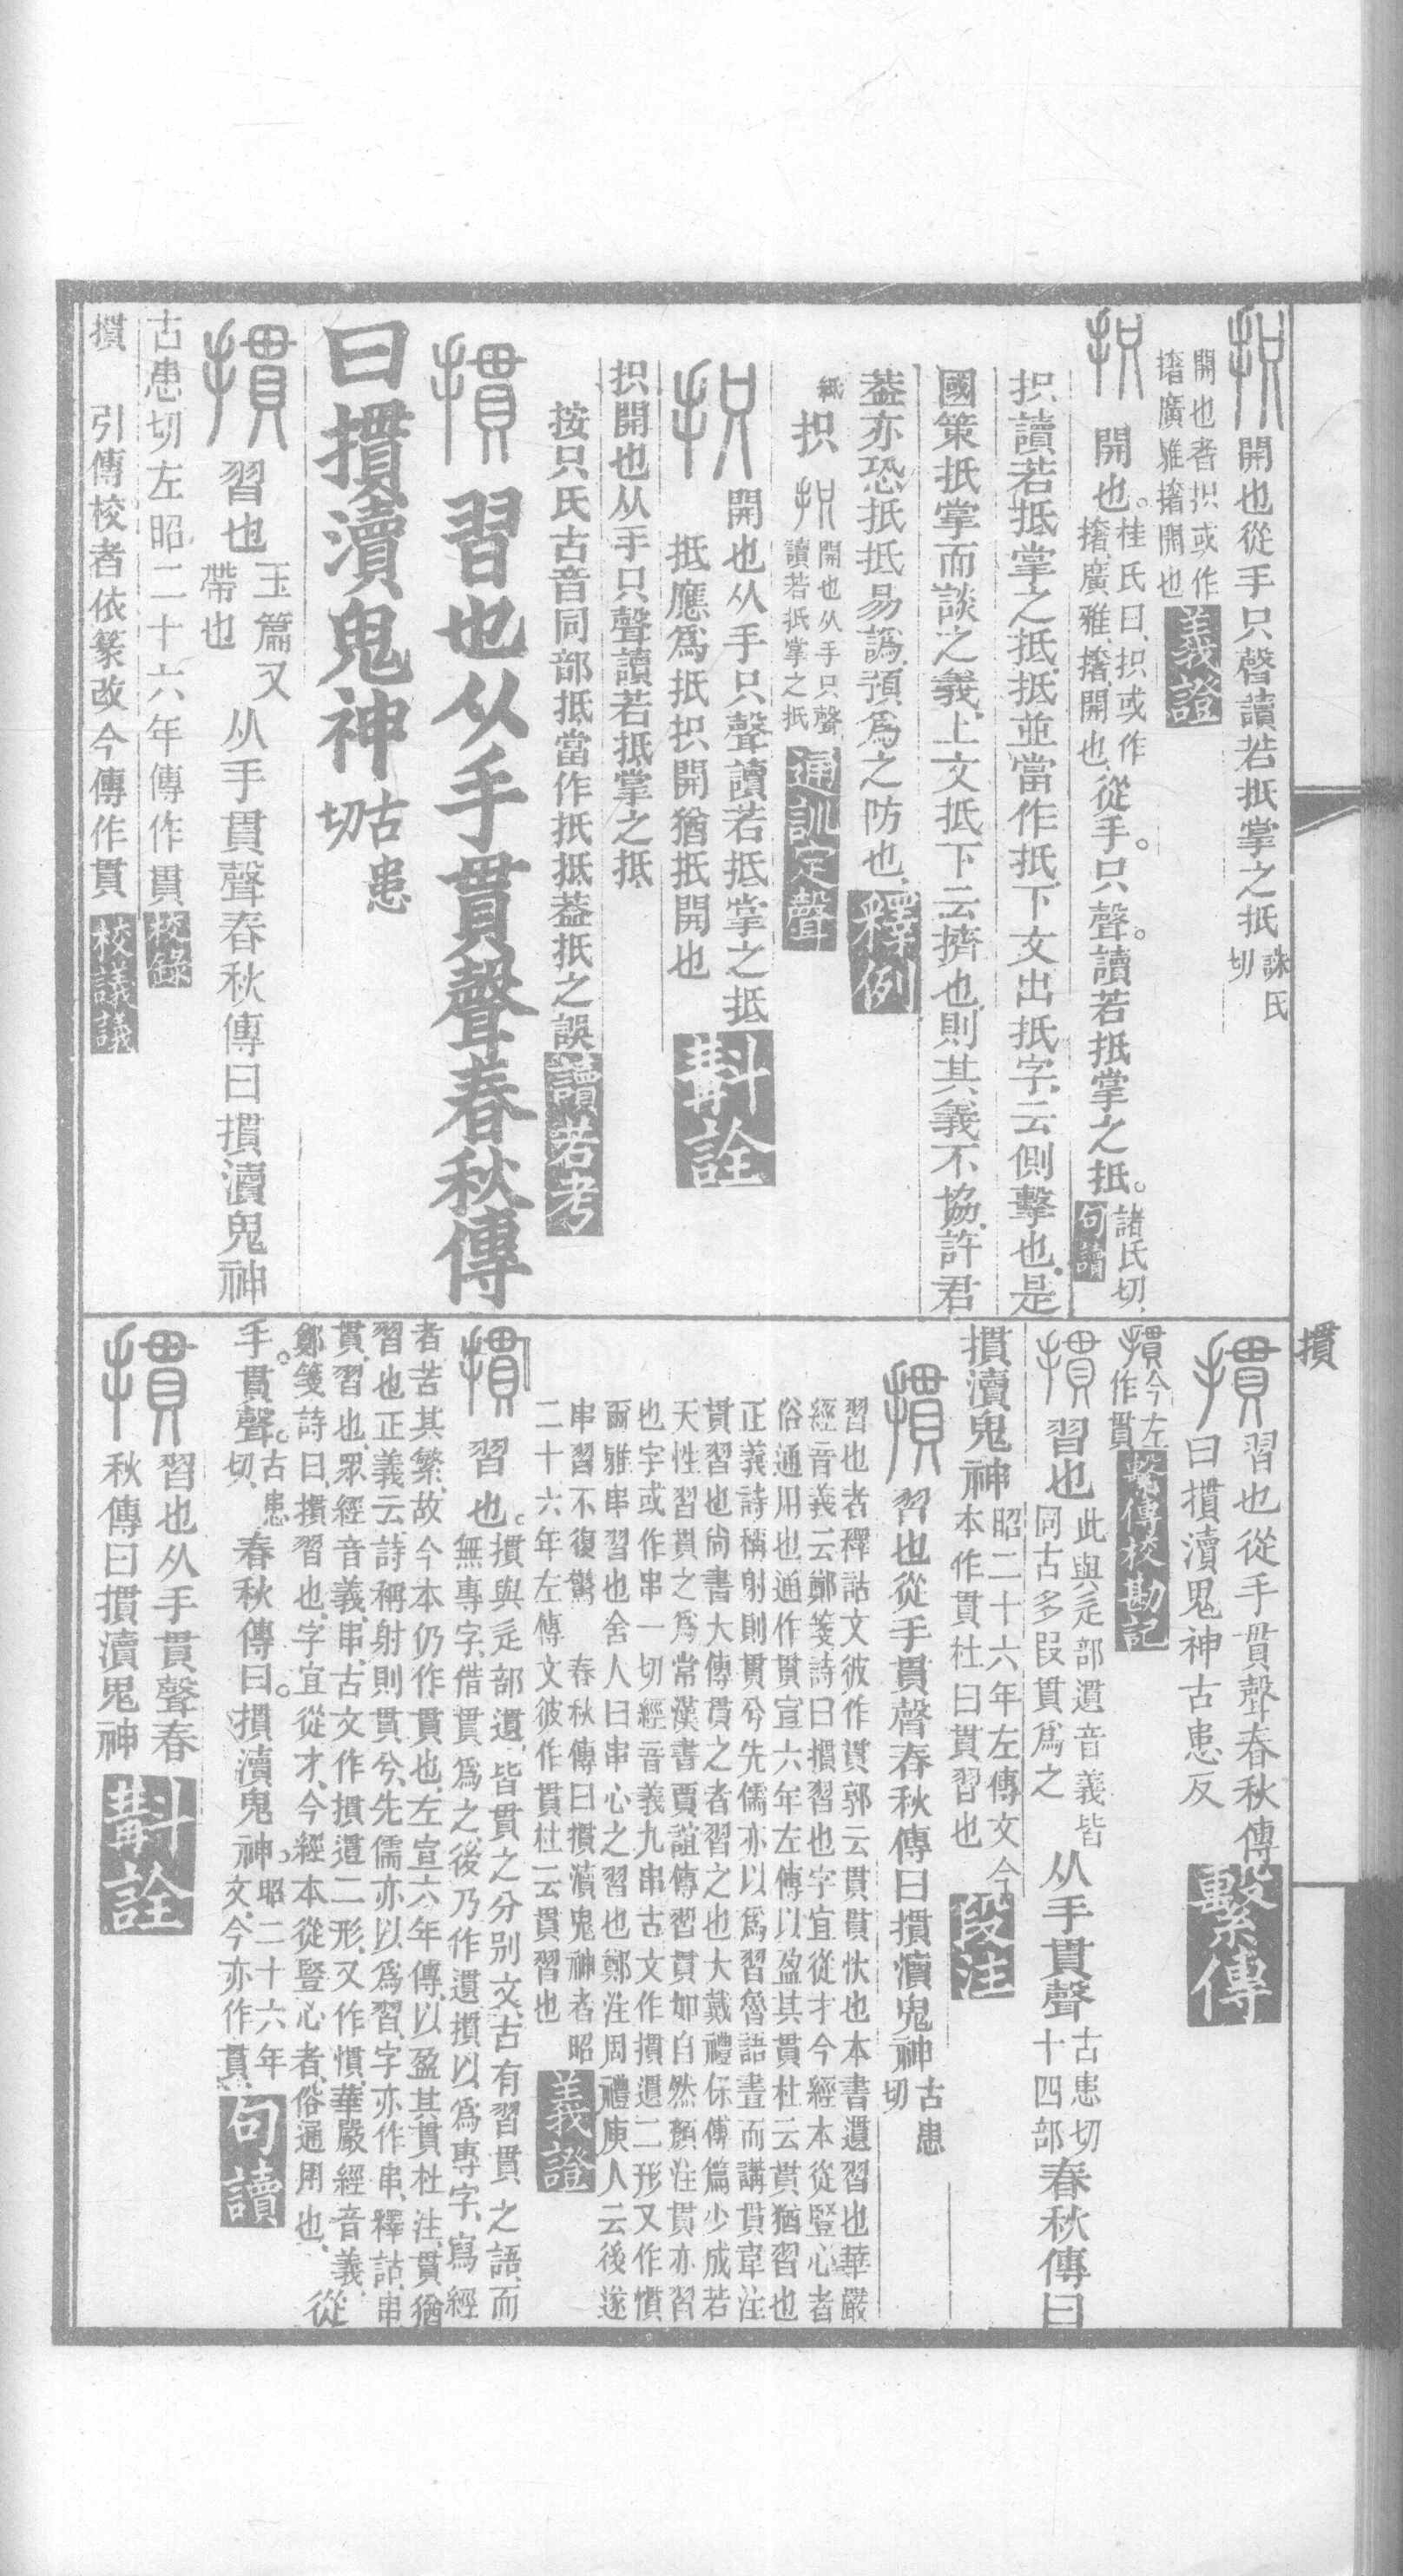 抧 開也從手只聲讀若抵掌之抵 諸氏切
開也者抧或作
撦廣雅撦開也 義證
抧 開也。桂氏曰抧或作撦廣雅撦開也從手。只聲。讀若抵掌之抵。諸氏切 句讀
抧讀若抵掌之抵抵並當作扺下文出扺字云側擊也是
國策抵掌而談之義上文抵下云擠也則其義不協許君
葢亦恐扺抵易譌預爲之防也 釋例
紙 抧 抧 開也从手只聲
讀若抵掌之抵 通訓定聲
抧 開也从手只聲讀若抵掌之抵
抵應爲扺抧開猶扺開也 斠詮
抧開也从手只聲讀若抵掌之抵
按只氏古音同部抵當作扺抵葢扺之誤 讀若考
摜 習也从手貫聲春秋傳
曰摜瀆鬼神 古患切
摜 習也 玉篇又帶也 从手貫聲春秋傳曰摜瀆鬼神
古患切左昭二十六年傳作貫 校錄
摜 引傳校者依篆改今傳作貫 校議議
摜
摜 習也從手貫聲春秋傳
曰摜瀆鬼神古患反 繫傳
摜今左
作貫 繫傳校勘記
摜 習也 此與辵部遺音義皆同古多叚貫爲之 从手貫聲 古患切十四部 春秋傳曰
摜瀆鬼神 昭二十六年左傳文今本作貫杜曰貫習也 段注
摜 習也從手貫聲春秋傳曰摜瀆鬼神 古患切
習也者釋詁文彼作貫郭云貫貫忕也本書遺習也華嚴
經音義云鄭箋詩曰摜習也字宜從才今經本從豎心者
俗通用也通作貫宣六年左傳以盈其貫杜云貫猶習也
正義詩稱射則貫兮先儒亦以爲習魯語晝而講貫韋注
貫習也尚書大傳貫之者習之也大戴禮保傅篇少成若
天性習貫之爲常漢書賈誼傳習貫如自然顏注貫亦習
也字或作串一切經音義九串古文作摜遺二形又作慣
爾雅串習也舍人曰串心之習也鄭注周禮庾人云後遂
串習不復驚 春秋傳曰摜瀆鬼神者昭
二十六年左傳文彼作貫杜云貫習也 義證
摜 習也。摜與辵部遺皆貫之分別文古有習貫之語而
無專字借貫爲之後乃作遺摜以爲專字寫經
者苦其繁故今本仍作貫也左宣六年傳以盈其貫杜注貫猶
習也正義云詩稱射則貫兮先儒亦以爲習字亦作串釋詁串
貫習也眾經音義串古文作摜遺二形又作慣華嚴經音義
鄭箋詩曰摜習也字宜從才今經本從豎心者俗通用也 從
手。貫聲。古患切 春秋傳曰。摜瀆鬼神 昭二十六年文今亦作貫 句讀
摜 習也从手貫聲春
秋傳曰摜瀆鬼神 斠詮